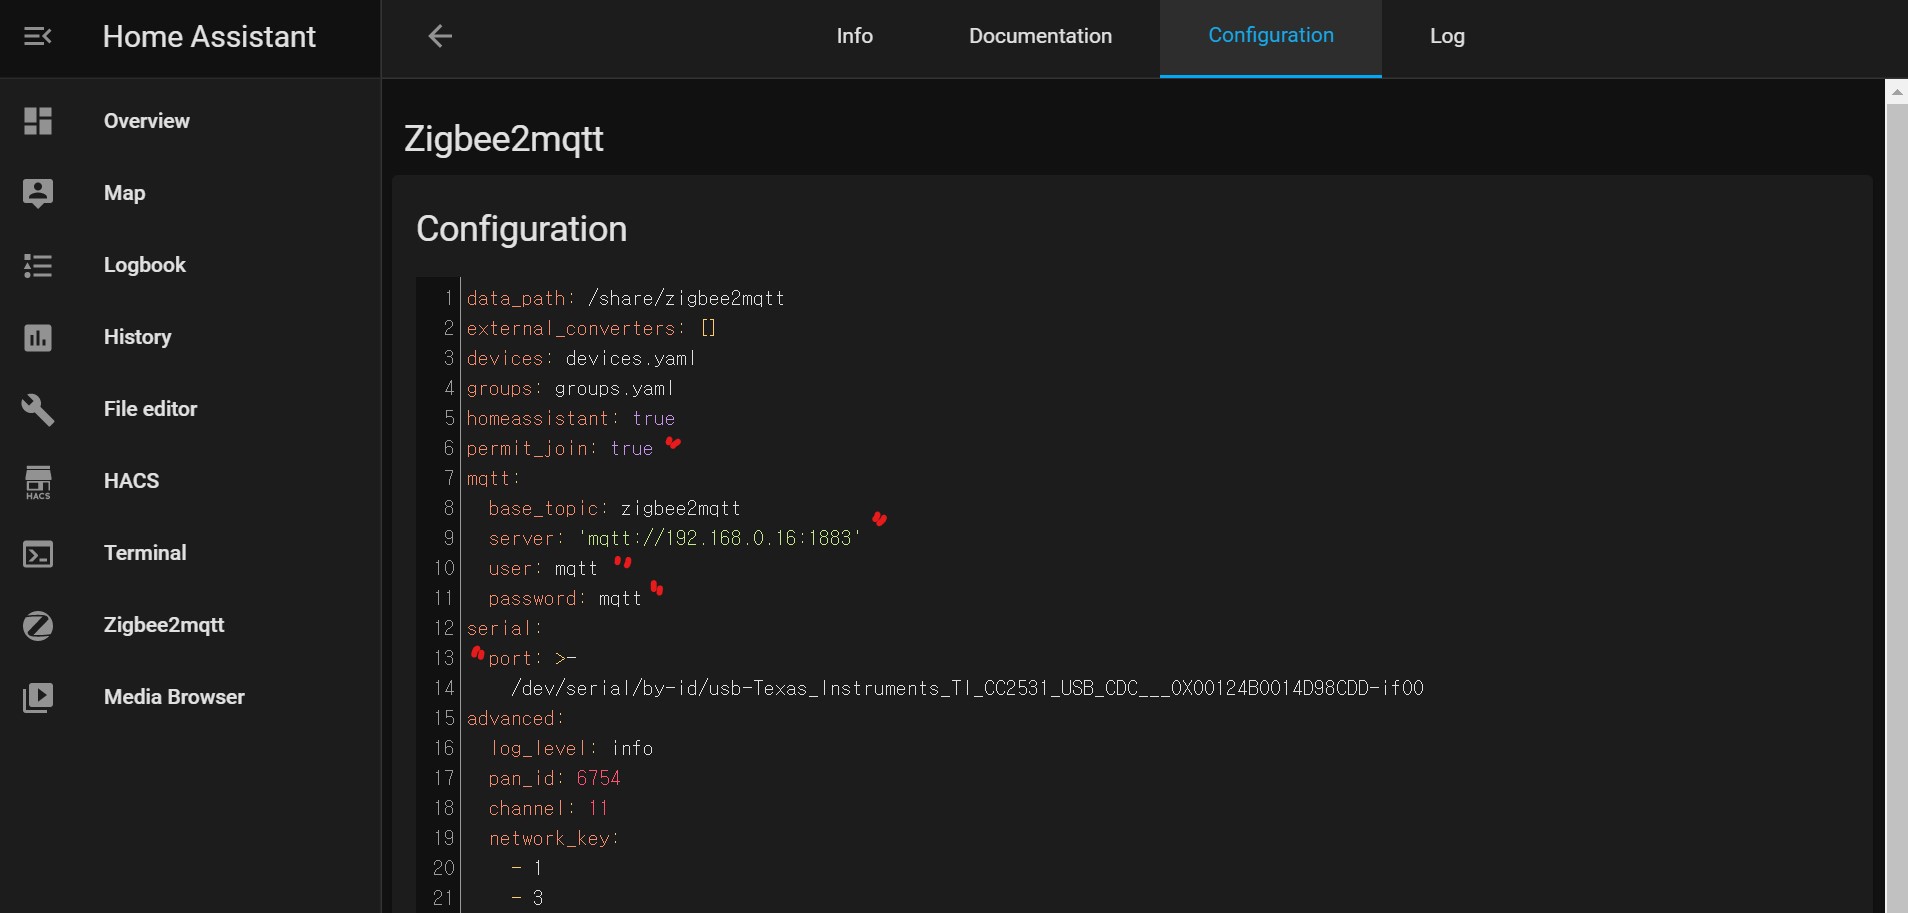 Home Assistant
Info
Documentation
Configuration
Log
Overview
Map
Logbook
History
File editor
HACS
HACS
Terminal
Zigbee2mqtt
Media Browser
Zigbee2mqtt
Configuration
1 data_path: /share/zigbee2mqtt
2 external_converters: []
3 devices: devices.yaml
4 groups: groups.yaml
5 homeassistant: true
6 permit_join: true
7 mqtt:
8 base_topic: zigbee2mqtt
9 server: 'mqtt://192.168.0.16:1883'
10 user: mqtt
11 password: mqtt
12 serial:
13 port: >-
14 /dev/serial/by-id/usb-Texas_Instruments_TI_CC2531_USB_CDC___0X00124B0014D98CDD-if00
15 advanced:
16 log_level: info
17 pan_id: 6754
18 channel: 11
19 network_key:
20 - 1
21 - 3